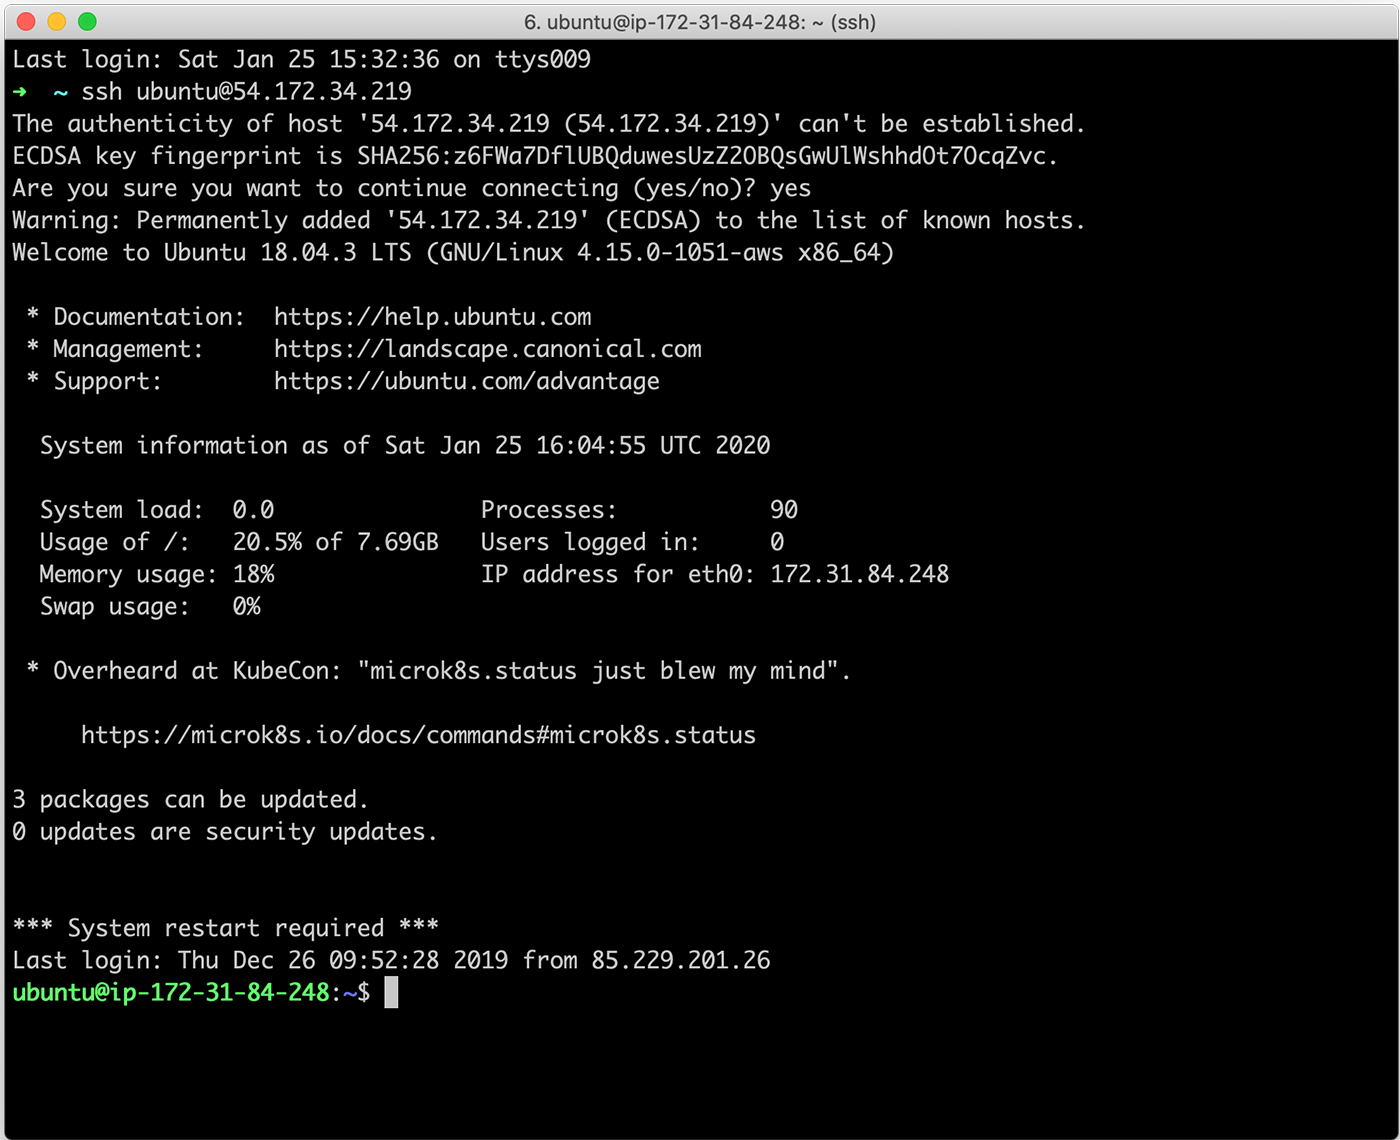 6. ubuntu@ip-172-31-84-248: ~ (ssh)
Last login: Sat Jan 25 15:32:36 on ttys009
➜  ~ ssh ubuntu@54.172.34.219
The authenticity of host '54.172.34.219 (54.172.34.219)' can't be established.
ECDSA key fingerprint is SHA256:z6FWa7DflUBQduwesUzZ2OBQsGwUlWshhdOt7OcqZvc.
Are you sure you want to continue connecting (yes/no)? yes
Warning: Permanently added '54.172.34.219' (ECDSA) to the list of known hosts.
Welcome to Ubuntu 18.04.3 LTS (GNU/Linux 4.15.0-1051-aws x86_64)
 * Documentation:  https://help.ubuntu.com
 * Management:     https://landscape.canonical.com
 * Support:        https://ubuntu.com/advantage
  System information as of Sat Jan 25 16:04:55 UTC 2020
  System load:  0.0               Processes:           90
  Usage of /:   20.5% of 7.69GB   Users logged in:     0
  Memory usage: 18%               IP address for eth0: 172.31.84.248
  Swap usage:   0%
 * Overheard at KubeCon: "microk8s.status just blew my mind".
     https://microk8s.io/docs/commands#microk8s.status
3 packages can be updated.
0 updates are security updates.
*** System restart required ***
Last login: Thu Dec 26 09:52:28 2019 from 85.229.201.26
ubuntu@ip-172-31-84-248:~$